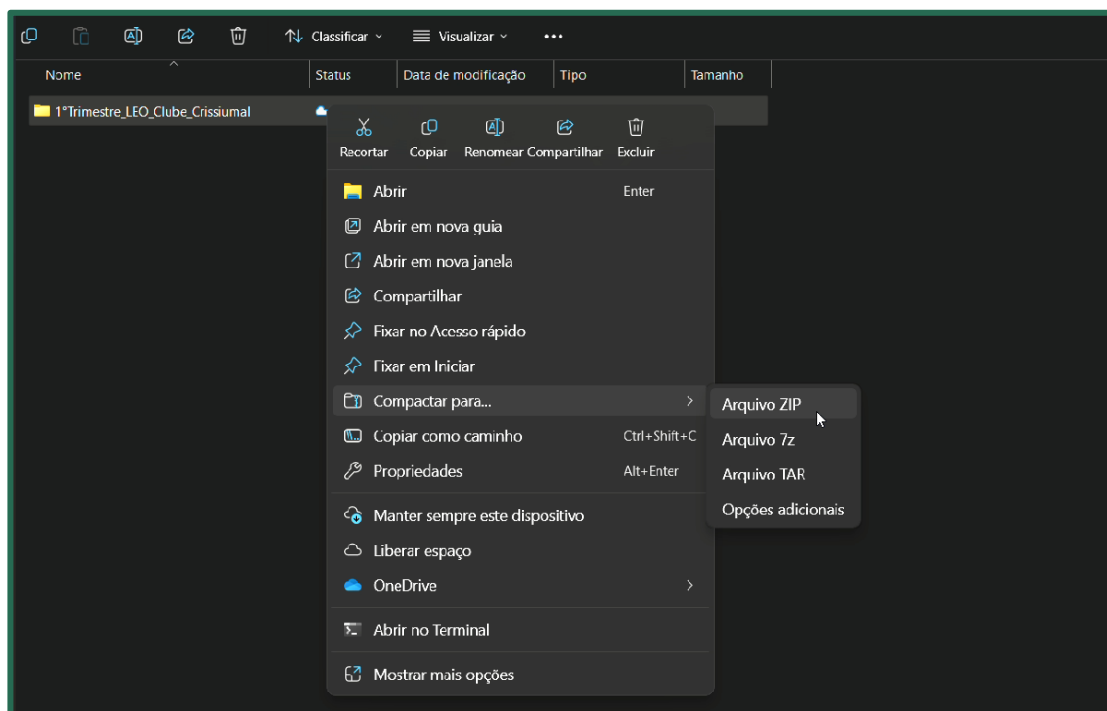 Classificar
Visualizar
Nome Status Data de modificação Tipo Tamanho
1°Trimestre_LEO_Clube_Crissiumal
Recortar Copiar Renomear Compartilhar Excluir
Abrir Enter
Abrir em nova guia
Abrir em nova janela
Compartilhar
Fixar no Acesso rápido
Fixar em Iniciar
Compactar para...
Arquivo ZIP
Copiar como caminho Ctrl+Shift+C
Arquivo 7z
Propriedades Alt+Enter
Arquivo TAR
Opções adicionais
Manter sempre este dispositivo
Liberar espaço
OneDrive
Abrir no Terminal
Mostrar mais opções